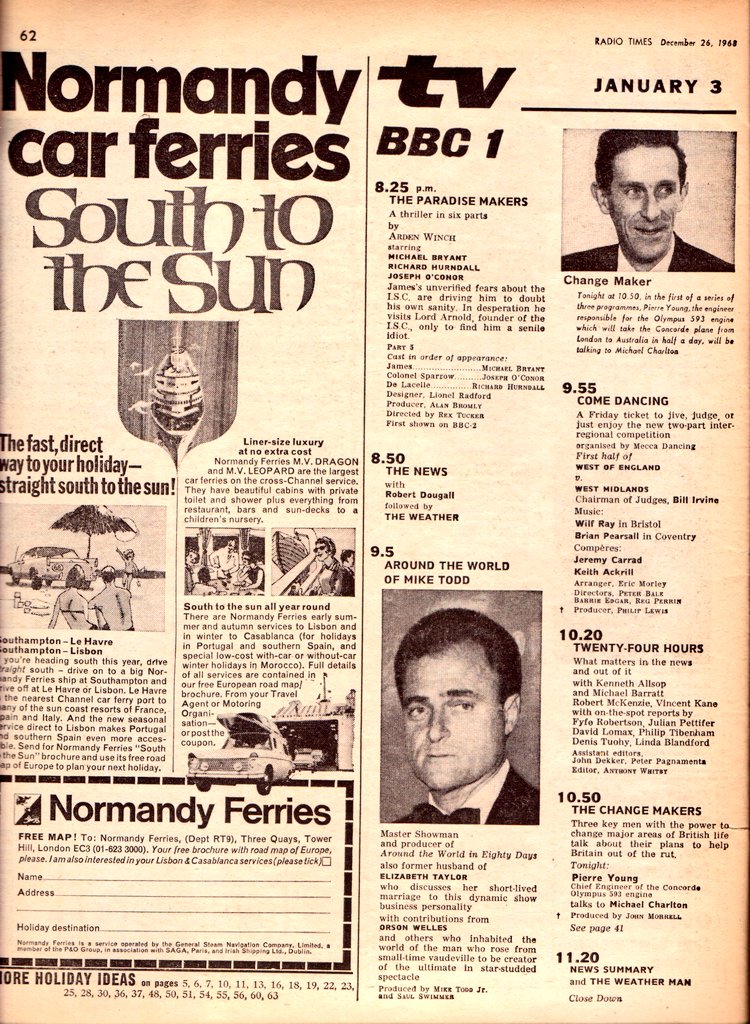 62
RADIO TIMES December 26, 1968
Normandy
car ferries
South to
the Sun
The fast, direct
way to your holiday—
straight south to the sun!
Southampton – Le Havre
Southampton – Lisbon
you're heading south this year, drive
straight south – drive on to a big Nor-
mandy Ferries ship at Southampton and
drive off at Le Havre or Lisbon. Le Havre
the nearest Channel car ferry port to
many of the sun coast resorts of France,
Spain and Italy. And the new seasonal
service direct to Lisbon makes Portugal
and southern Spain even more acces-
ble. Send for Normandy Ferries "South
to the Sun" brochure and use its free road
map of Europe to plan your next holiday.
Liner-size luxury
at no extra cost
Normandy Ferries M.V. DRAGON
and M.V. LEOPARD are the largest
car ferries on the cross-Channel service.
They have beautiful cabins with private
toilet and shower plus everything from
restaurant, bars and sun-decks to a
children's nursery.
South to the sun all year round
There are Normandy Ferries early sum-
mer and autumn services to Lisbon and
in winter to Casablanca (for holidays
in Portugal and southern Spain, and
special low-cost with-car or without-car
winter holidays in Morocco). Full details
of all services are contained in
our free European road map/
brochure. From your Travel
Agent or Motoring
Organi-
sation—
or post the
coupon.
Normandy Ferries
FREE MAP! To: Normandy Ferries, (Dept RT9), Three Quays, Tower
Hill, London EC3 (01-623 3000). Your free brochure with road map of Europe,
please. I am also interested in your Lisbon & Casablanca services (please tick)
Name
Address
Holiday destination
Normandy Ferries is a service operated by the General Steam Navigation Company, Limited, a
member of the P&O Group, in association with SAGA, Paris, and Irish Shipping Ltd., Dublin.
MORE HOLIDAY IDEAS on pages 5, 6, 7, 10, 11, 13, 16, 18, 19, 22, 23,
25, 28, 30, 36, 37, 48, 50, 51, 54, 55, 56, 60, 63
tv
JANUARY 3
BBC 1
8.25 p.m.
THE PARADISE MAKERS
A thriller in six parts
by
ARDEN WINCH
starring
MICHAEL BRYANT
RICHARD HURNDALL
JOSEPH O'CONOR
James's unverified fears about the
I.S.C. are driving him to doubt
his own sanity. In desperation he
visits Lord Arnold, founder of the
I.S.C., only to find him a senile
idiot.
PART 5
Cast in order of appearance:
James........................MICHAEL BRYANT
Colonel Sparrow..........JOSEPH O'CONOR
De Lacelle..............RICHARD HURNDALL
Designer, Lionel Radford
Producer, ALAN BROMLY
Directed by REX TUCKER
First shown on BBC-2
8.50
THE NEWS
with
Robert Dougall
followed by
THE WEATHER
9.5
AROUND THE WORLD
OF MIKE TODD
Master Showman
and producer of
Around the World in Eighty Days
also former husband of
ELIZABETH TAYLOR
who discusses her short-lived
marriage to this dynamic show
business personality
with contributions from
ORSON WELLES
and others who inhabited the
world of the man who rose from
small-time vaudeville to be creator
of the ultimate in star-studded
spectacle
Produced by MIKE TODD Jr.
and SAUL SWIMMER
Change Maker
Tonight at 10.50, in the first of a series of
three programmes, Pierre Young, the engineer
responsible for the Olympus 593 engine
which will take the Concorde plane from
London to Australia in half a day, will be
talking to Michael Charlton
9.55
COME DANCING
A Friday ticket to jive, judge, or
just enjoy the new two-part inter-
regional competition
organised by Mecca Dancing
First half of
WEST OF ENGLAND
v.
WEST MIDLANDS
Chairman of Judges, Bill Irvine
Music:
Wilf Ray in Bristol
Brian Pearsall in Coventry
Compères:
Jeremy Carrad
Keith Ackrill
Arranger, Eric Morley
Directors, PETER BALE
BARRIE EDGAR, REG PERRIN
† Producer, PHILIP LEWIS
10.20
TWENTY-FOUR HOURS
What matters in the news
and out of it
with Kenneth Allsop
and Michael Barratt
Robert McKenzie, Vincent Kane
with on-the-spot reports by
Fyfe Robertson, Julian Pettifer
David Lomax, Philip Tibenham
Denis Tuohy, Linda Blandford
Assistant editors,
John Dekker, Peter Pagnamenta
Editor, ANTHONY WHITBY
10.50
THE CHANGE MAKERS
Three key men with the power to
change major areas of British life
talk about their plans to help
Britain out of the rut.
Tonight:
Pierre Young
Chief Engineer of the Concorde
Olympus 593 engine
talks to Michael Charlton
† Produced by JOHN MORRELL
See page 41
11.20
NEWS SUMMARY
and THE WEATHER MAN
Close Down